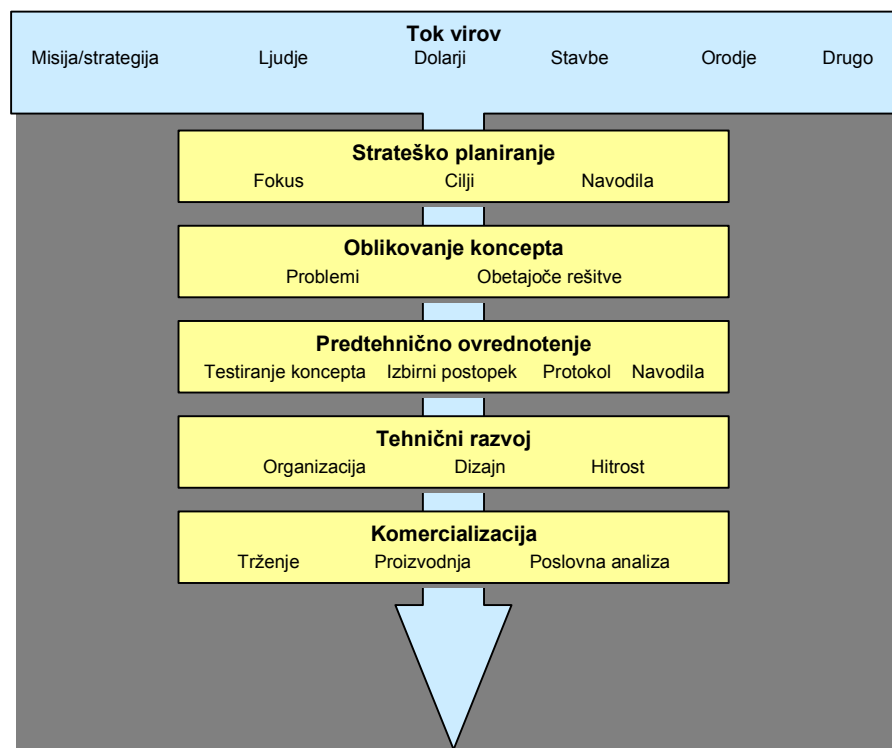 Tok virov
Misija/strategija Ljudje Dolarji Stavbe Orodje Drugo
Strateško planiranje
Fokus Cilji Navodila
Oblikovanje koncepta
Problemi Obetajoče rešitve
Predtehnično ovrednotenje
Testiranje koncepta Izbirni postopek Protokol Navodila
Tehnični razvoj
Organizacija Dizajn Hitrost
Komercializacija
Trženje Proizvodnja Poslovna analiza